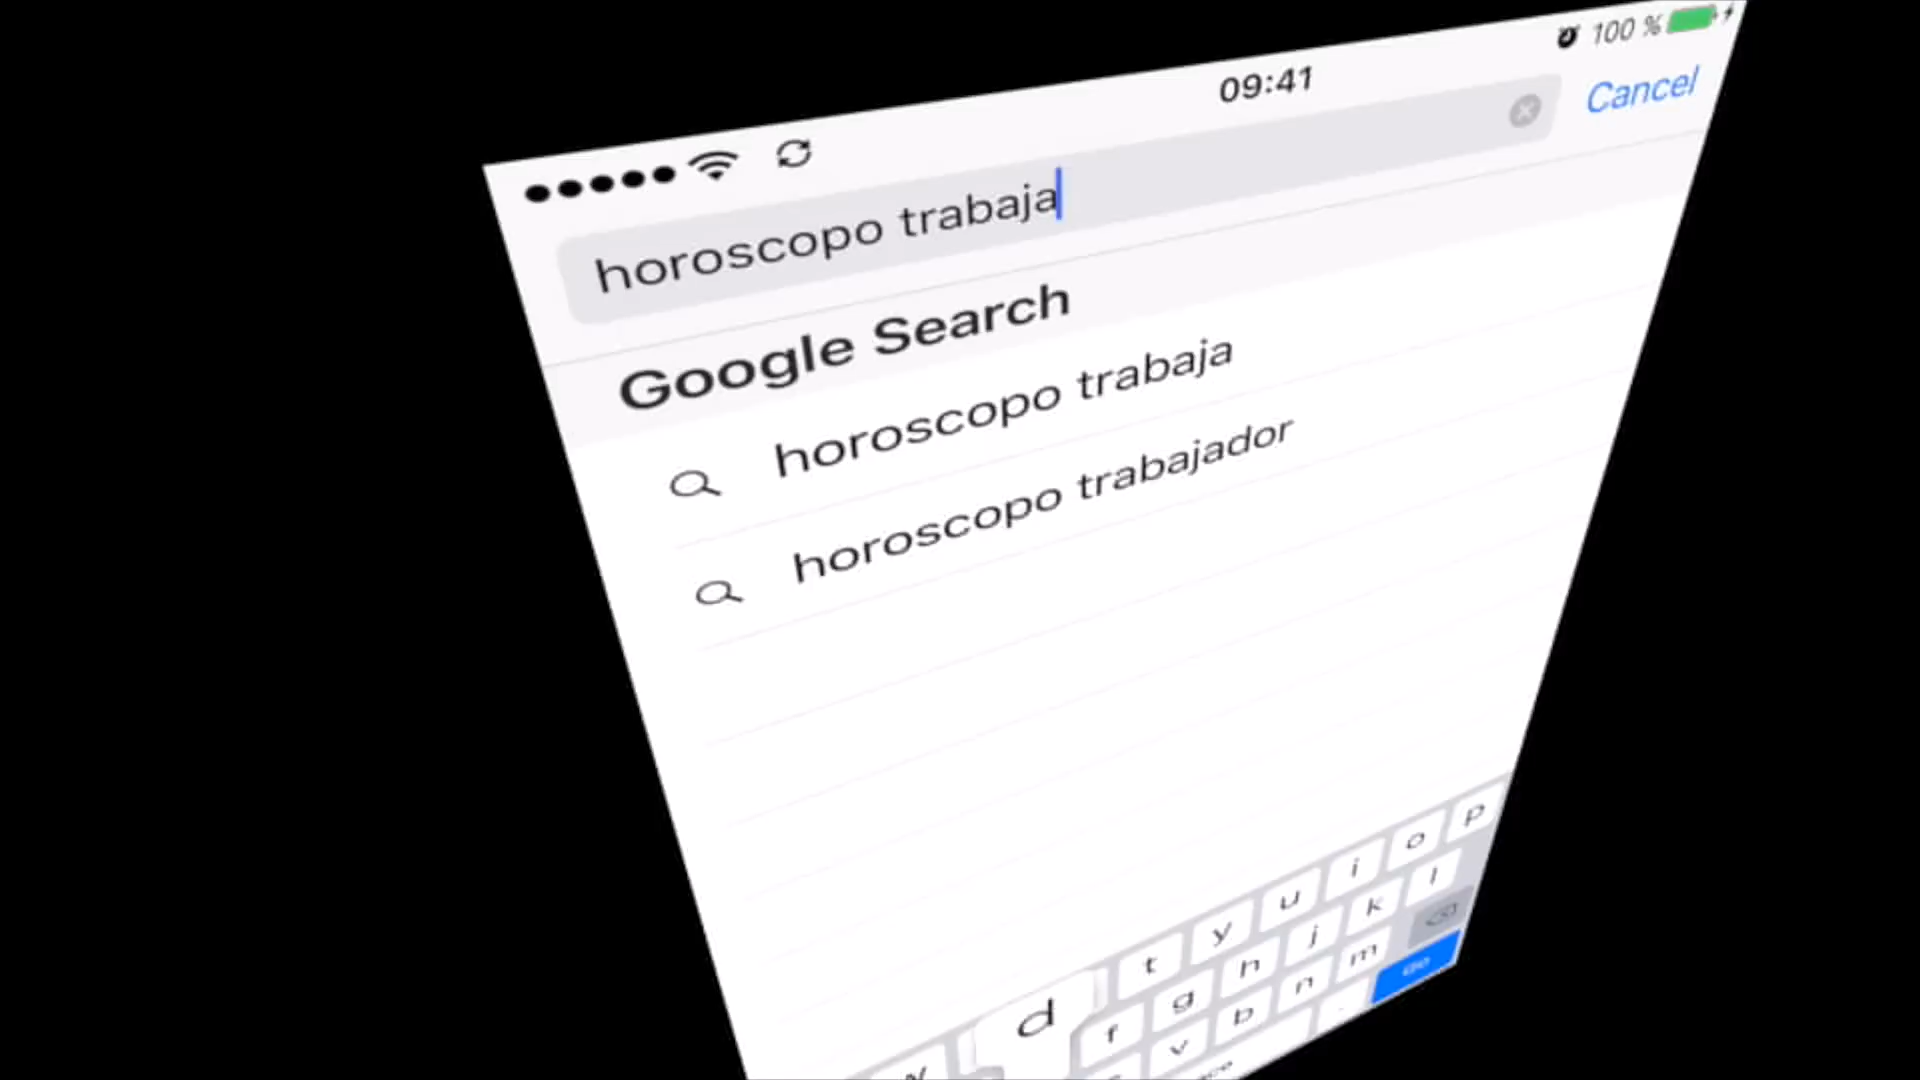 09:41
100 %
horoscopo trabaja
Cancel
Google Search
horoscopo trabaja
horoscopo trabajador
t y u i o p
d f g h j k l
v b n m